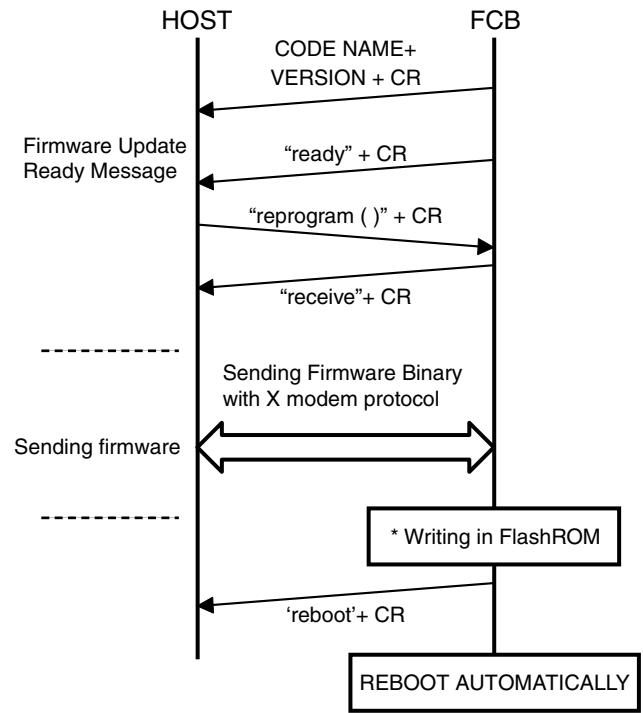 HOST FCB
CODE NAME+
VERSION + CR
Firmware Update
Ready Message
“ready” + CR
“reprogram ( )” + CR
“receive”+ CR
Sending Firmware Binary
with X modem protocol
Sending firmware
* Writing in FlashROM
‘reboot’+ CR
REBOOT AUTOMATICALLY